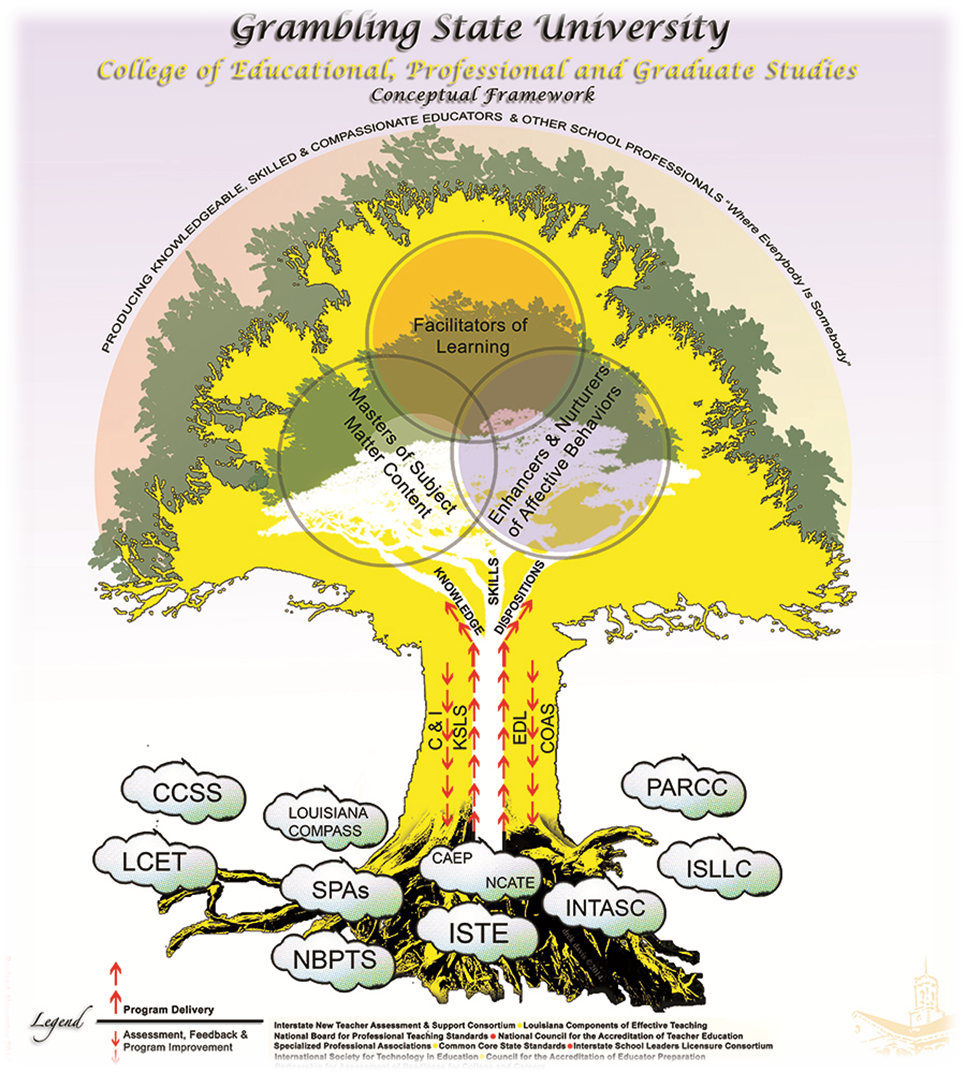 Grambling State University
College of Educational, Professional and Graduate Studies
Conceptual Framework
PRODUCING KNOWLEDGEABLE, SKILLED & COMPASSIONATE EDUCATORS & OTHER SCHOOL PROFESSIONALS "Where Everybody Is Somebody"
Facilitators of
Learning
Masters of Subject
Matter Content
Enhancers & Nurturers
of Affective Behaviors
KNOWLEDGE
SKILLS
DISPOSITIONS
C & I
KSLS
EDL
COAS
CCSS
LOUISIANA
COMPASS
PARCC
LCET
SPAs
CAEP
NCATE
ISLLC
INTASC
ISTE
NBPTS
Legend
Program Delivery
Assessment, Feedback &
Program Improvement
Interstate New Teacher Assessment & Support Consortium Louisiana Components of Effective Teaching
National Board for Professional Teaching Standards National Council for the Accreditation of Teacher Education
Specialized Professional Associations Common Core State Standards Interstate School Leaders Licensure Consortium
International Society for Technology in Education Council for the Accreditation of Educator Preparation